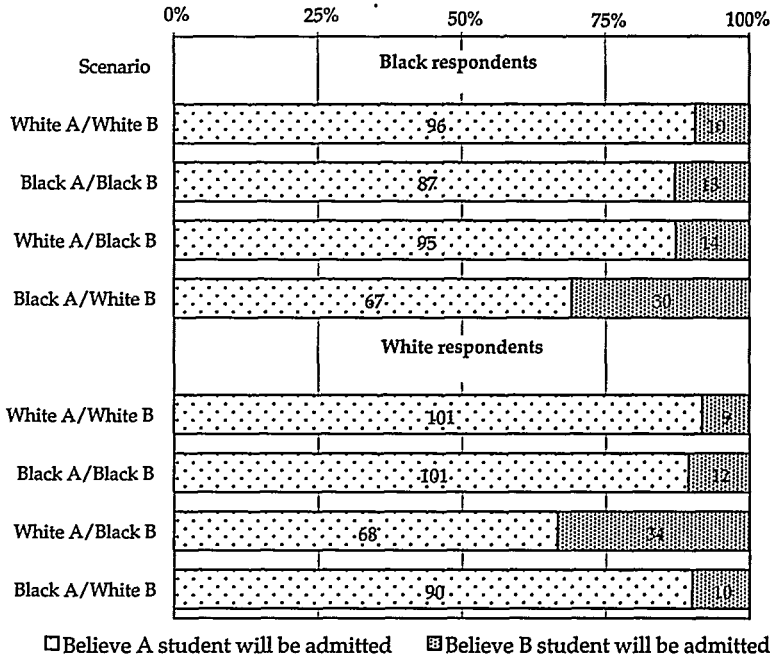 0% 25% 50% 75% 100%
Scenario Black respondents
White A/White B 96 10
Black A/Black B 87 13
White A/Black B 95 14
Black A/White B 67 30
White respondents
White A/White B 101 9
Black A/Black B 101 12
White A/Black B 68 34
Black A/White B 90 10
Believe A student will be admitted Believe B student will be admitted